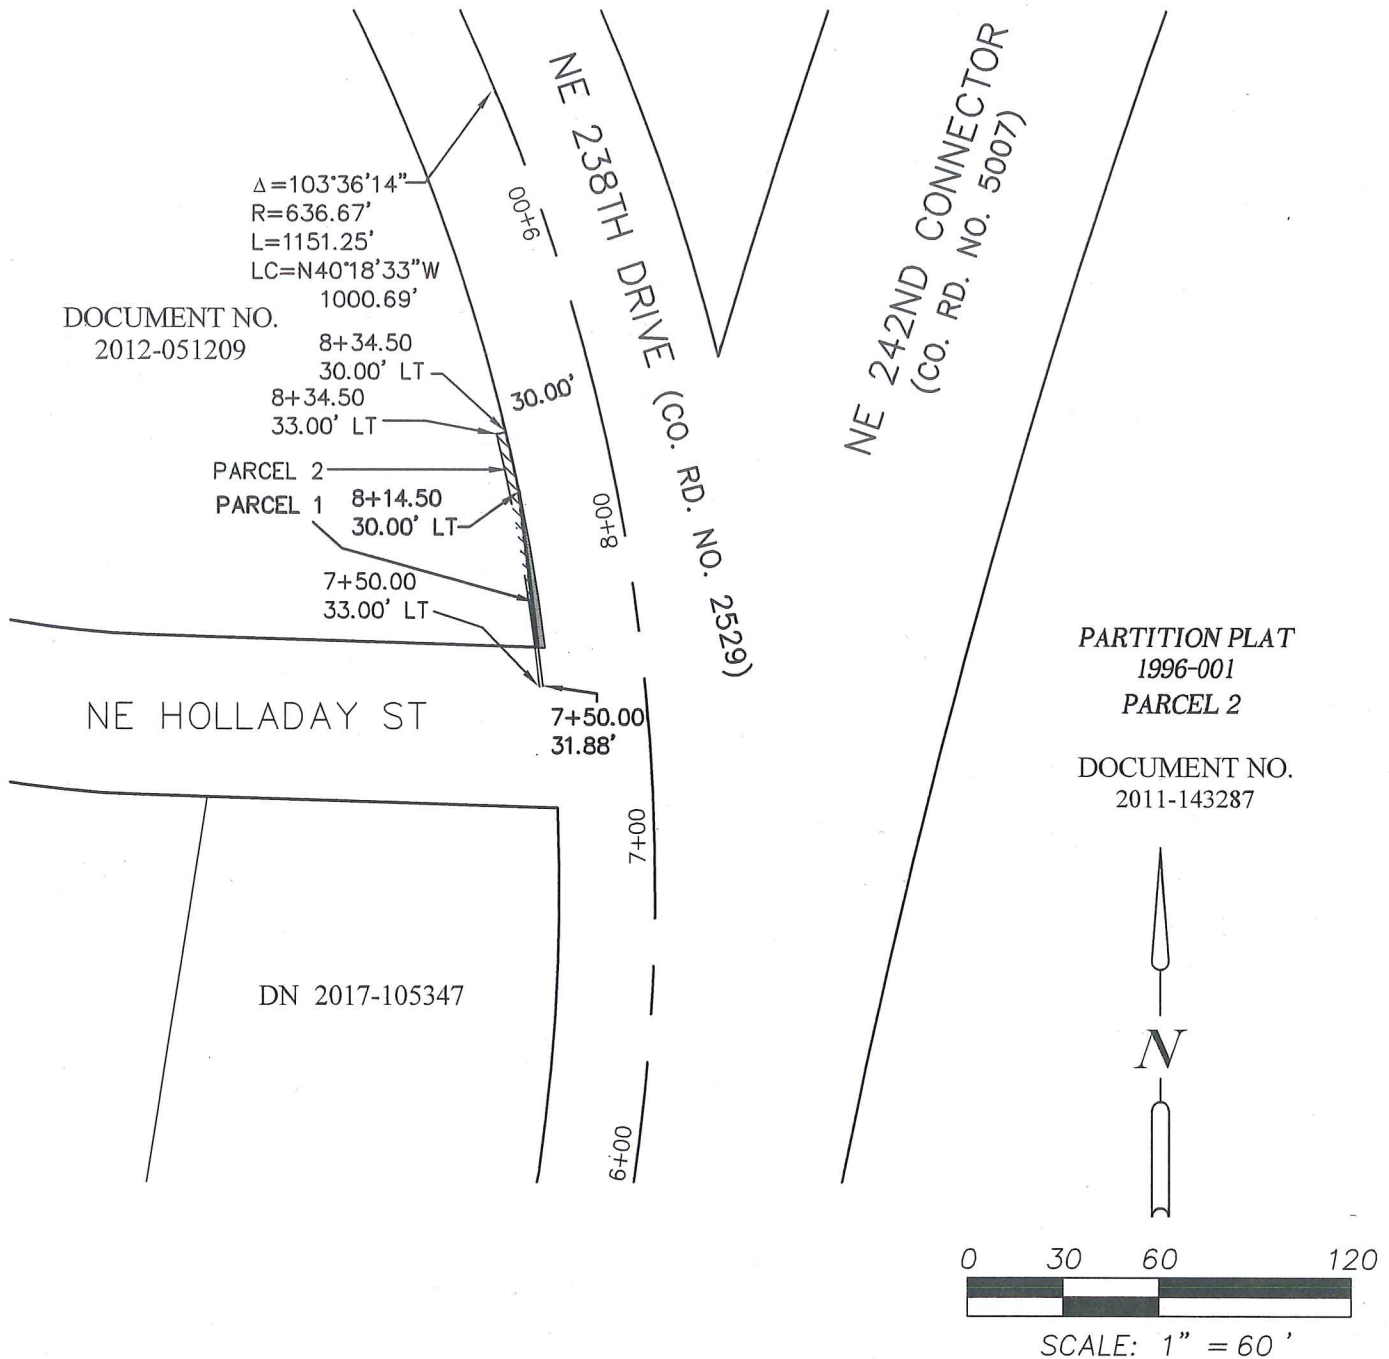 NE 238TH DRIVE (CO. RD. NO. 2529)
NE 242ND CONNECTOR
(CO. RD. NO. 5007)
Δ=103°36'14"
R=636.67'
L=1151.25'
LC=N40°18'33"W
1000.69'
9+00
DOCUMENT NO.
2012-051209
8+34.50
30.00' LT
8+34.50
33.00' LT
30.00'
PARCEL 2
PARCEL 1
8+14.50
30.00' LT
8+00
7+50.00
33.00' LT
NE HOLLADAY ST
7+50.00
31.88'
PARTITION PLAT
1996-001
PARCEL 2
DOCUMENT NO.
2011-143287
7+00
DN 2017-105347
N
6+00
0 30 60 120
SCALE: 1" = 60 '